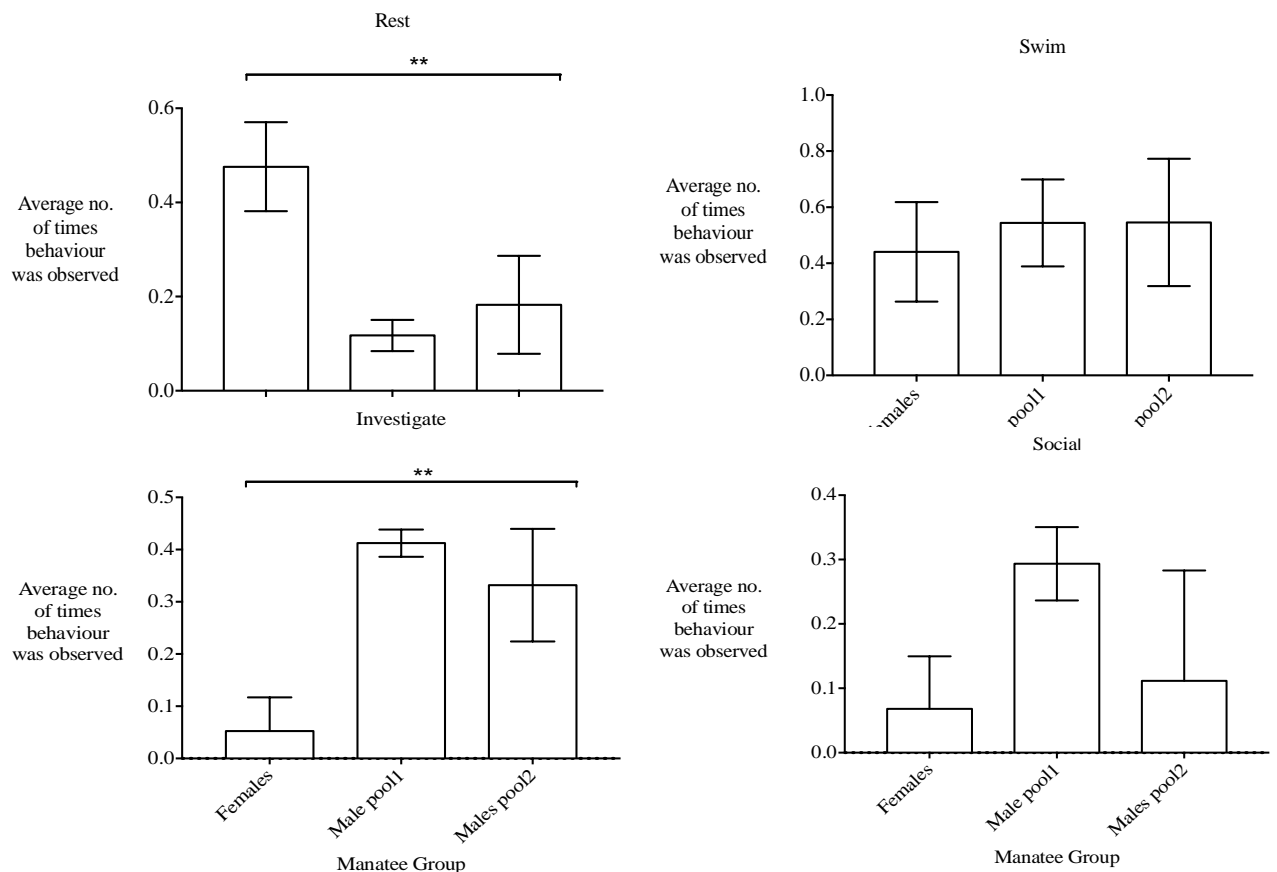 Rest
**
0.6
0.4
0.2
0.0
Average no.
of times
behaviour
was observed
Swim
1.0
0.8
0.6
0.4
0.2
0.0
Average no.
of times
behaviour
was observed
pool1
pool2
Investigate
**
0.5
0.4
0.3
0.2
0.1
0.0
Average no.
of times
behaviour
was observed
Females
Male pool1
Males pool2
Manatee Group
Social
0.4
0.3
0.2
0.1
0.0
Average no.
of times
behaviour
was observed
Females
Male pool1
Males pool2
Manatee Group